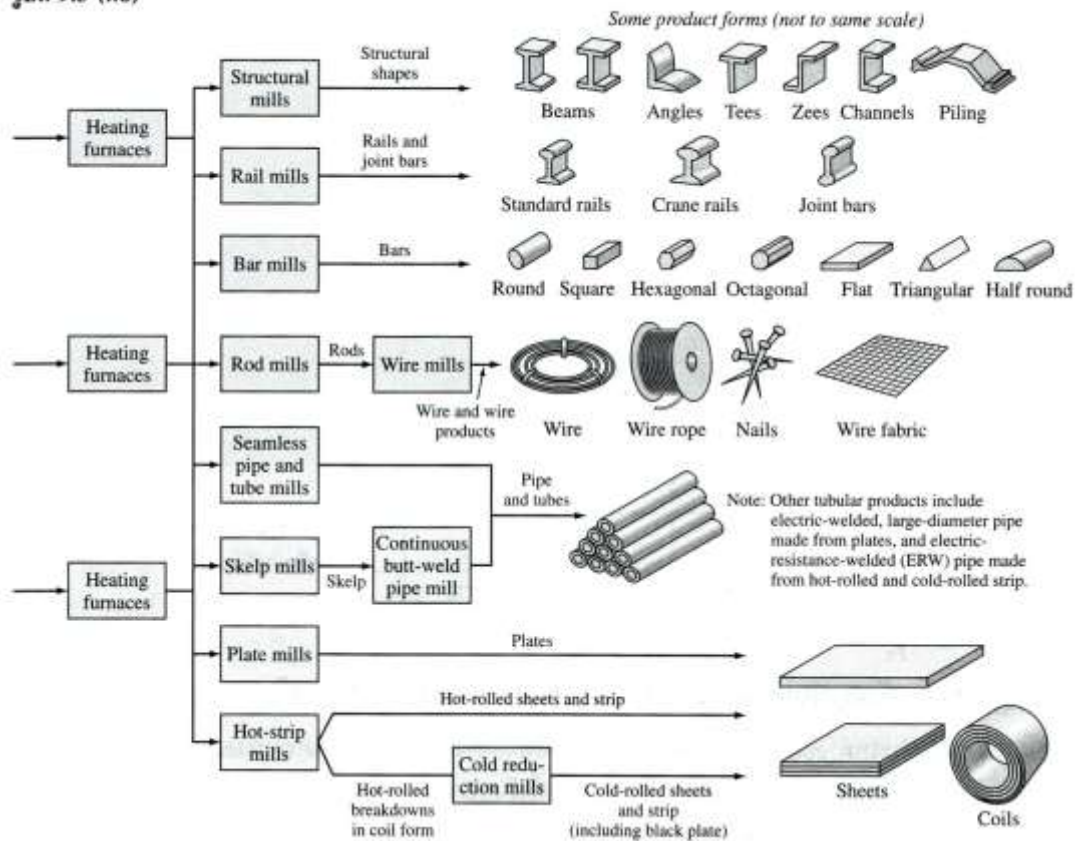 Some product forms (not to same scale)
Heating
furnaces
Structural
mills
Structural
shapes
Beams
Angles
Tees
Zees
Channels
Piling
Rail mills
Rails and
joint bars
Standard rails
Crane rails
Joint bars
Bar mills
Bars
Round
Square
Hexagonal
Octagonal
Flat
Triangular
Half round
Heating
furnaces
Rod mills
Rods
Wire mills
Wire and wire
products
Wire
Wire rope
Nails
Wire fabric
Seamless
pipe and
tube mills
Pipe
and tubes
Note: Other tubular products include
electric-welded, large-diameter pipe
made from plates, and electric-
resistance-welded (ERW) pipe made
from hot-rolled and cold-rolled strip.
Heating
furnaces
Skelp mills
Skelp
Continuous
butt-weld
pipe mill
Plate mills
Plates
Hot-strip
mills
Hot-rolled sheets and strip
Hot-rolled
breakdowns
in coil form
Cold redu-
ction mills
Cold-rolled sheets
and strip
(including black plate)
Sheets
Coils